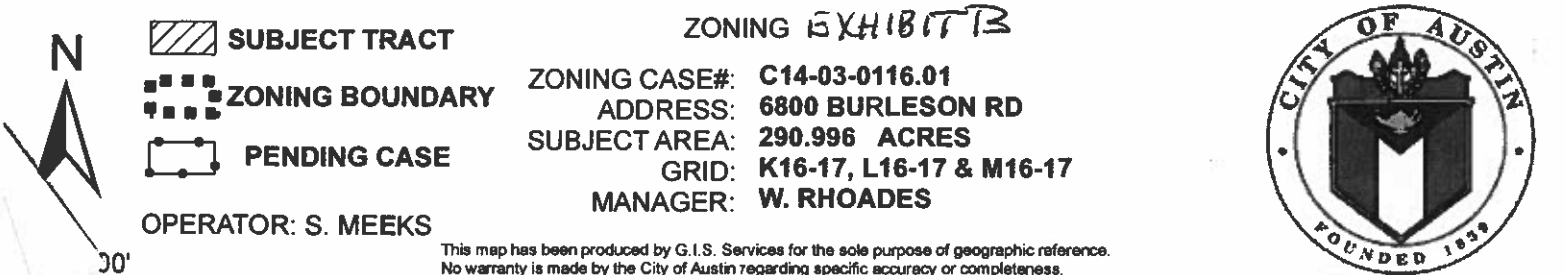 N
SUBJECT TRACT
ZONING BOUNDARY
PENDING CASE
OPERATOR: S. MEEKS
00'
ZONING EXHIBIT B
ZONING CASE#: C14-03-0116.01
ADDRESS: 6800 BURLESON RD
SUBJECT AREA: 290.996 ACRES
GRID: K16-17, L16-17 & M16-17
MANAGER: W. RHOADES
This map has been produced by G.I.S. Services for the sole purpose of geographic reference.
No warranty is made by the City of Austin regarding specific accuracy or completeness.
CITY OF AUSTIN
FOUNDED 1839